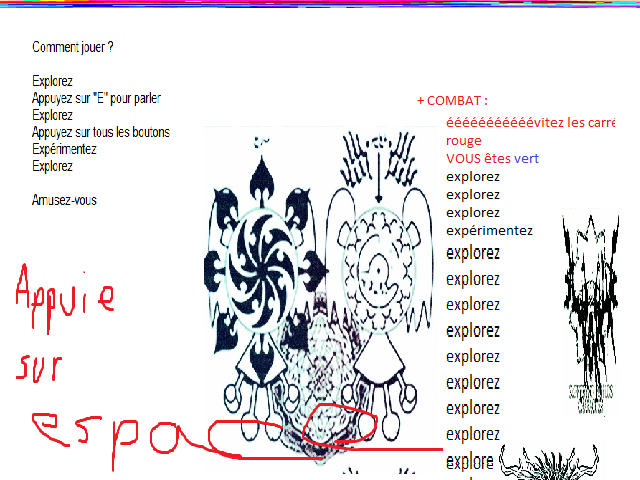 Comment jouer ?
Explorez
Appuyez sur "E" pour parler
Explorez
Appuyez sur tous les boutons
Expérimentez
Explorez
Amusez-vous
Appuie
sur
espac
+ COMBAT :
éééééééééééévitez les carré
rouge
VOUS êtes vert
explorez
explorez
explorez
expérimentez
explorez
explorez
explorez
explorez
explorez
explorez
explorez
explorez
explore